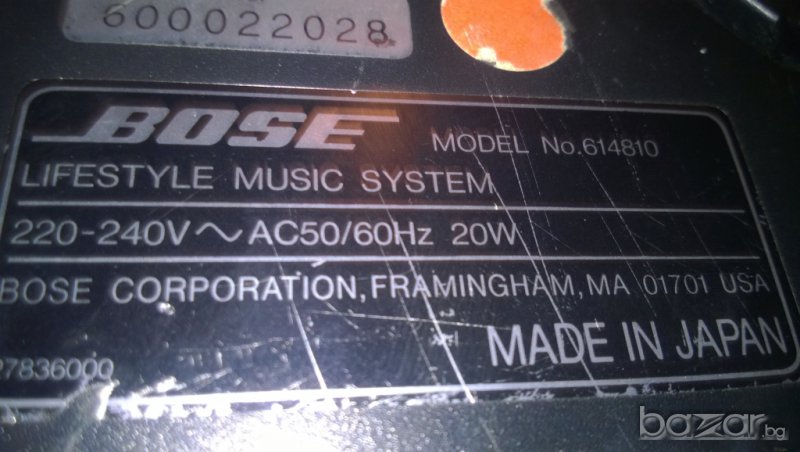 600022028
BOSE MODEL No.614810
LIFESTYLE MUSIC SYSTEM
220-240V~AC50/60Hz 20W
BOSE CORPORATION,FRAMINGHAM,MA 01701 USA
MADE IN JAPAN
27836000
bazar.bg